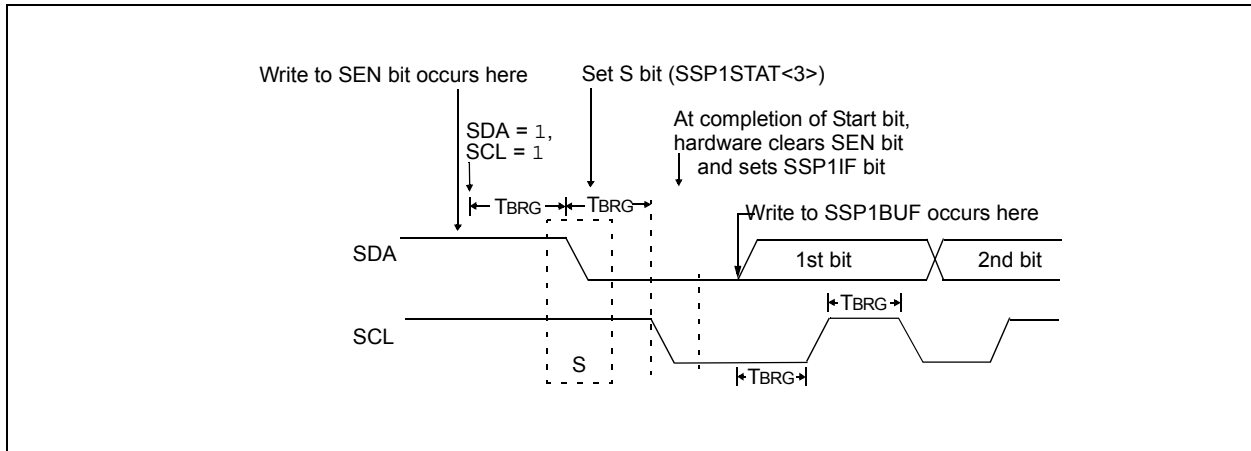 Write to SEN bit occurs here
Set S bit (SSP1STAT<3>)
SDA = 1,
SCL = 1
At completion of Start bit,
hardware clears SEN bit
and sets SSP1IF bit
TBRG
TBRG
Write to SSP1BUF occurs here
SDA
1st bit
2nd bit
TBRG
SCL
S
TBRG